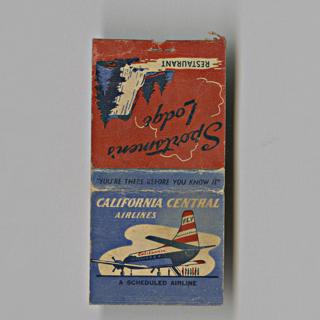 RESTAURANT
Sportsmen's
Lodge
"YOU'RE THERE BEFORE YOU KNOW IT"
CALIFORNIA CENTRAL
AIRLINES
FLY
A SCHEDULED AIRLINE